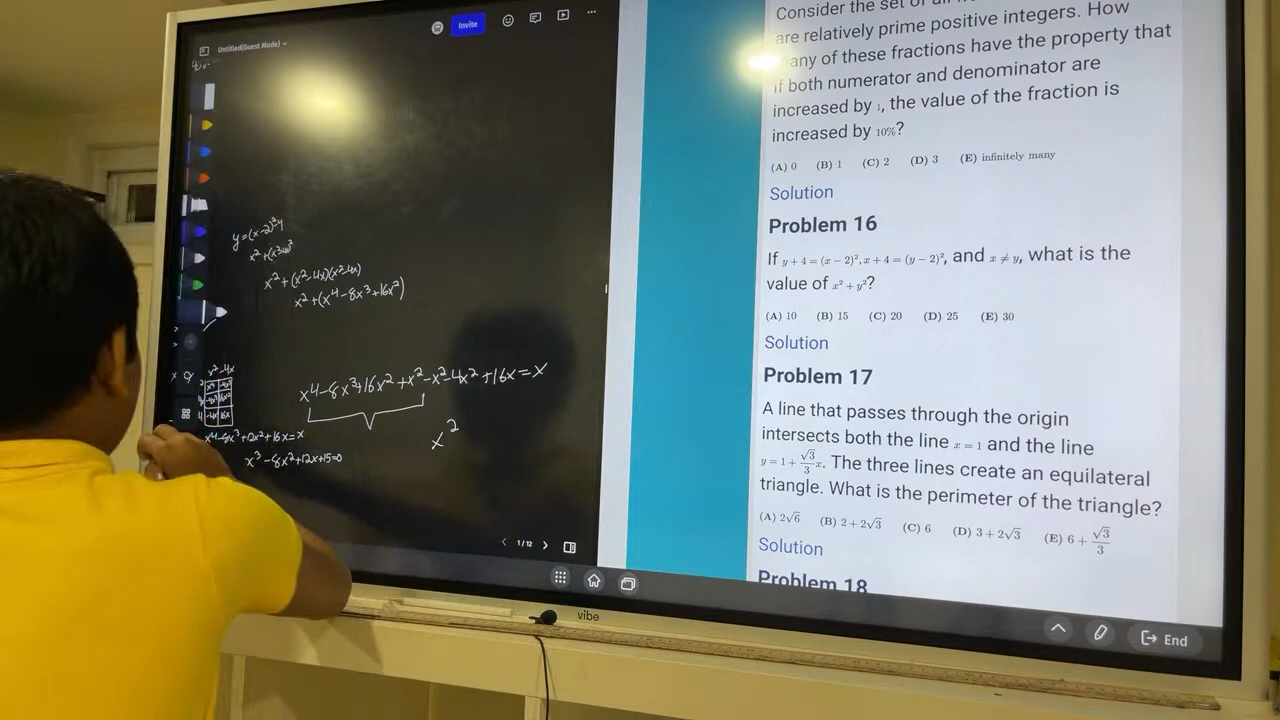 Untitled(Guest Mode)
Invite
y=(x-2)²-4
x²+(x²-4x)²
x²+(x²-4x)(x²-4x)
x²+(x⁴-8x³+16x²)
x²-4x
x⁴-8x³+16x²+x²-x²-4x²+16x=x
x²
x⁴-8x³+12x²+16x=x
x³-8x²+12x+15=0
1/12
vibe
are relatively prime positive integers. How
any of these fractions have the property that
if both numerator and denominator are
increased by 1, the value of the fraction is
increased by 10%?
(A) 0 (B) 1 (C) 2 (D) 3 (E) infinitely many
Solution
Problem 16
If y + 4 = (x − 2)², x + 4 = (y − 2)², and x ≠ y, what is the
value of x² + y²?
(A) 10 (B) 15 (C) 20 (D) 25 (E) 30
Solution
Problem 17
A line that passes through the origin
intersects both the line x = 1 and the line
y = 1 + √3/3 x. The three lines create an equilateral
triangle. What is the perimeter of the triangle?
(A) 2√6 (B) 2 + 2√3 (C) 6 (D) 3 + 2√3 (E) 6 + √3/3
Solution
Problem 18
End